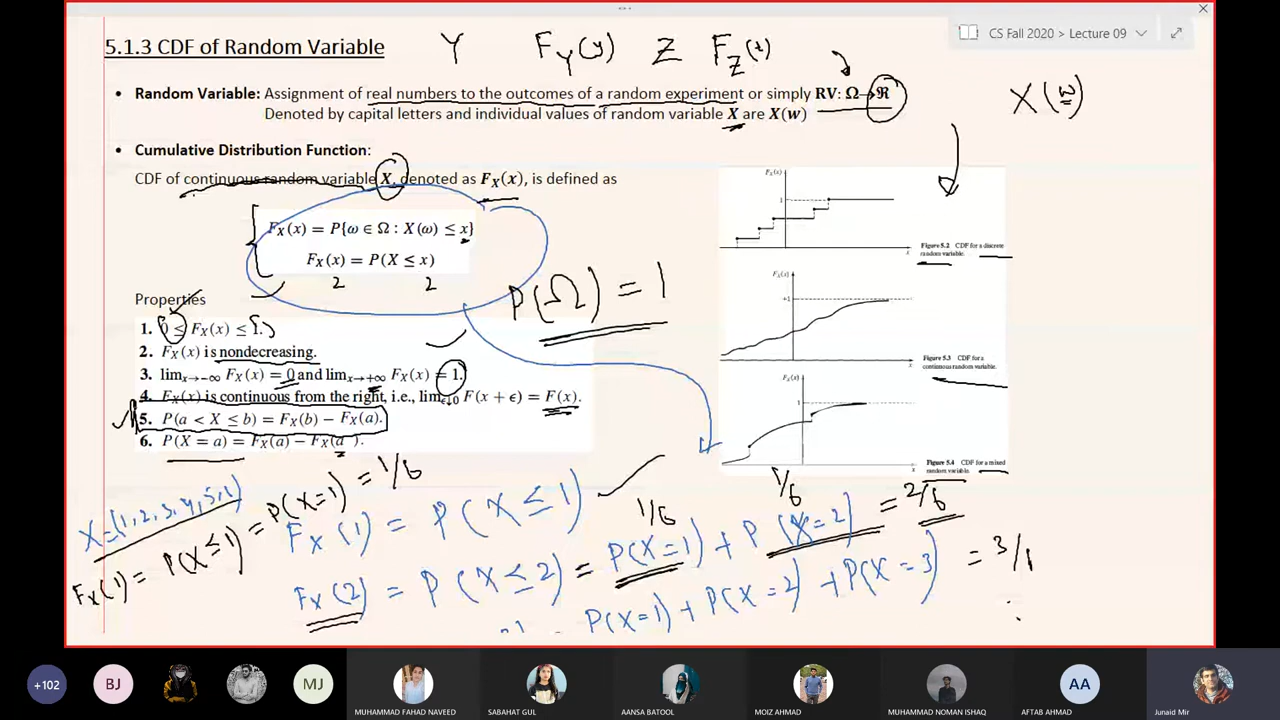 CS Fall 2020 > Lecture 09
5.1.3 CDF of Random Variable
Y F_Y(y) Z F_Z(z)
• Random Variable: Assignment of real numbers to the outcomes of a random experiment or simply RV: Ω→ℜ
Denoted by capital letters and individual values of random variable X are X(w)
X(w)
• Cumulative Distribution Function:
CDF of continuous random variable X, denoted as F_X(x), is defined as
F_X(x) = P{ω ∈ Ω : X(ω) ≤ x}
F_X(x) = P(X ≤ x)
2 2
P(Ω) = 1
Properties
1. 0 ≤ F_X(x) ≤ 1.
2. F_X(x) is nondecreasing.
3. lim_{x→−∞} F_X(x) = 0 and lim_{x→+∞} F_X(x) = 1.
4. F_X(x) is continuous from the right, i.e., lim_{ϵ↓0} F(x + ϵ) = F(x).
5. P(a < X ≤ b) = F_X(b) − F_X(a).
6. P(X = a) = F_X(a) − F_X(a⁻).
F_X(x)
1
x
Figure 5.2 CDF for a discrete
random variable.
F_X(x)
+1
x
Figure 5.3 CDF for a
continuous random variable.
F_X(x)
1
x
Figure 5.4 CDF for a mixed
random variable.
F_X(1) = P(X ≤ 1) = P(X=1) = 1/6
F_X(1) = P(X ≤ 1)
1/6 1/6
F_X(2) = P(X ≤ 2) = P(X=1) + P(X=2) = 2/6
P(X=1) + P(X=2) + P(X=3)
+102
BJ
MJ
MUHAMMAD FAHAD NAVEED
SABAHAT GUL
AANSA BATOOL
MOIZ AHMAD
MUHAMMAD NOMAN ISHAQ
AA
AFTAB AHMAD
Junaid Mir